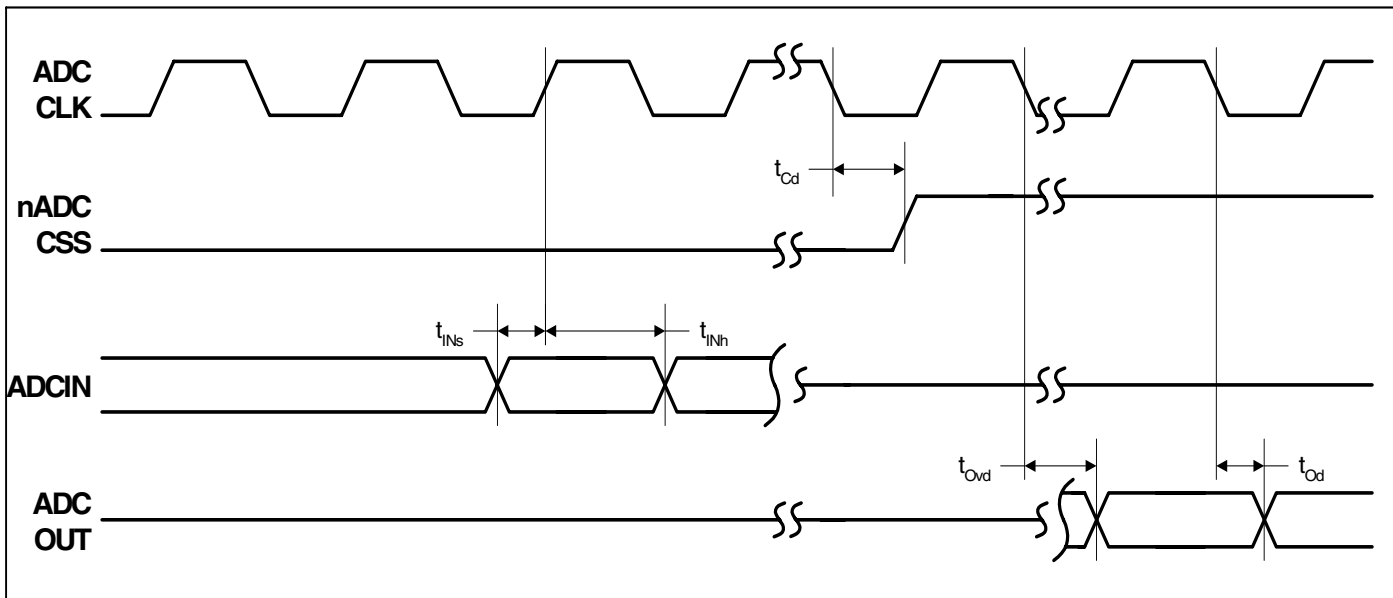 ADC
CLK
t_Cd
nADC
CSS
t_INs
t_INh
ADCIN
t_Ovd
t_Od
ADC
OUT